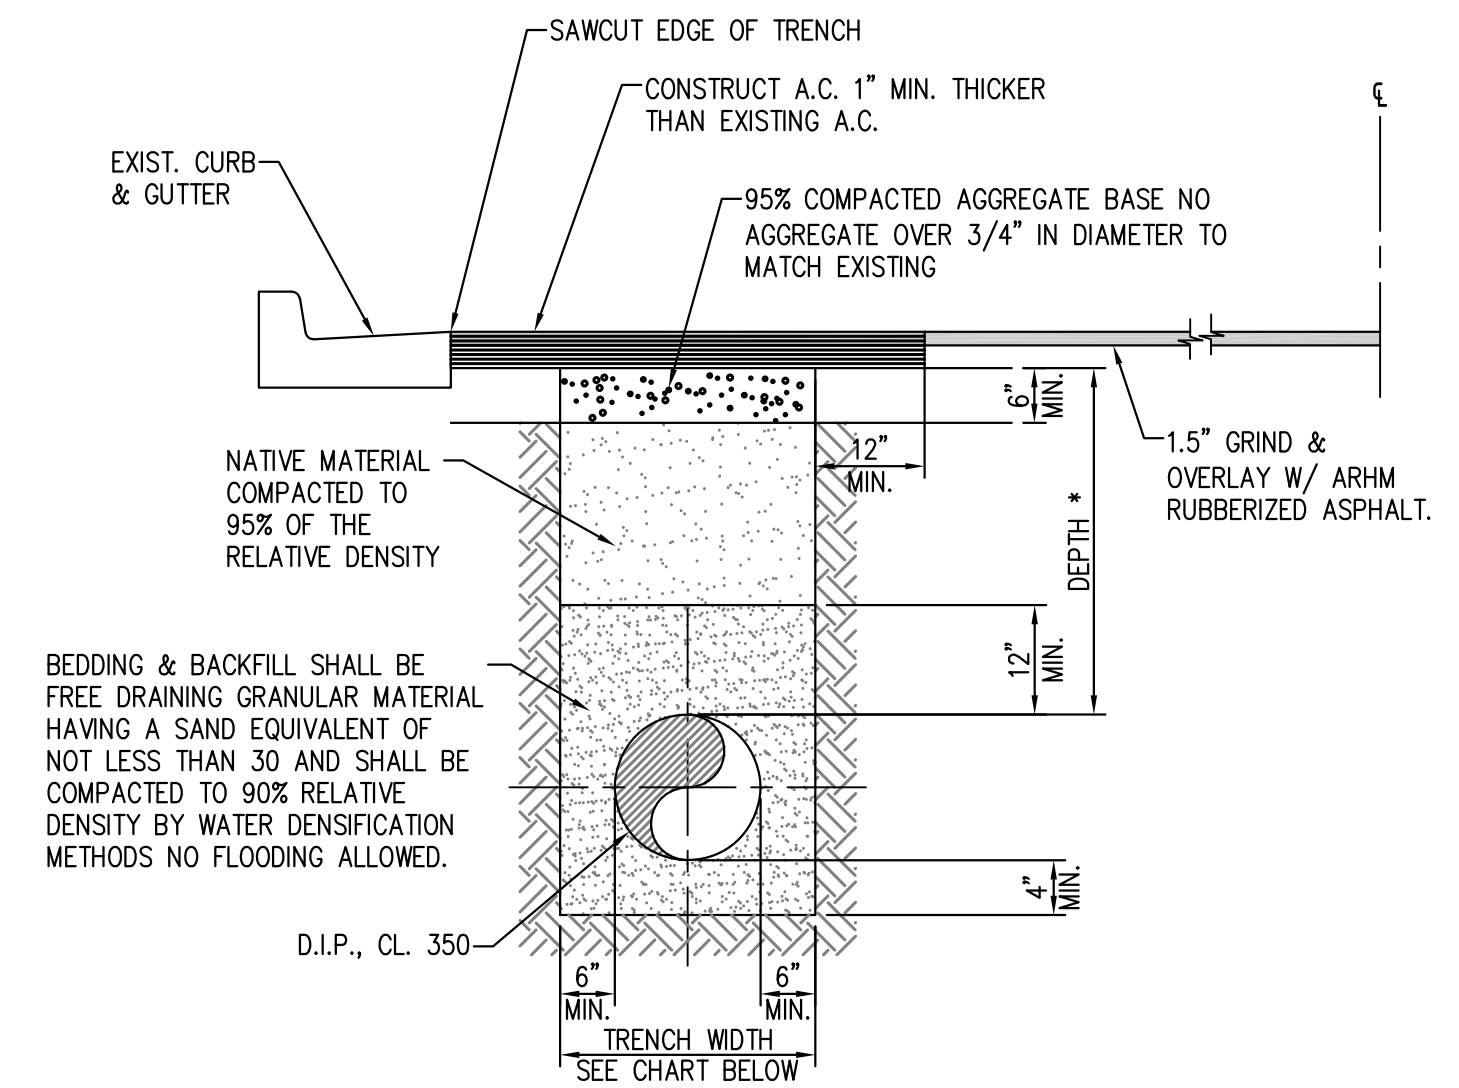 SAWCUT EDGE OF TRENCH
CONSTRUCT A.C. 1" MIN. THICKER
THAN EXISTING A.C.
℄
EXIST. CURB
& GUTTER
95% COMPACTED AGGREGATE BASE NO
AGGREGATE OVER 3/4" IN DIAMETER TO
MATCH EXISTING
6"
MIN.
12"
MIN.
1.5" GRIND &
OVERLAY W/ ARHM
RUBBERIZED ASPHALT.
NATIVE MATERIAL
COMPACTED TO
95% OF THE
RELATIVE DENSITY
DEPTH *
12"
MIN.
BEDDING & BACKFILL SHALL BE
FREE DRAINING GRANULAR MATERIAL
HAVING A SAND EQUIVALENT OF
NOT LESS THAN 30 AND SHALL BE
COMPACTED TO 90% RELATIVE
DENSITY BY WATER DENSIFICATION
METHODS NO FLOODING ALLOWED.
4"
MIN.
D.I.P., CL. 350
6"
MIN.
6"
MIN.
TRENCH WIDTH
SEE CHART BELOW